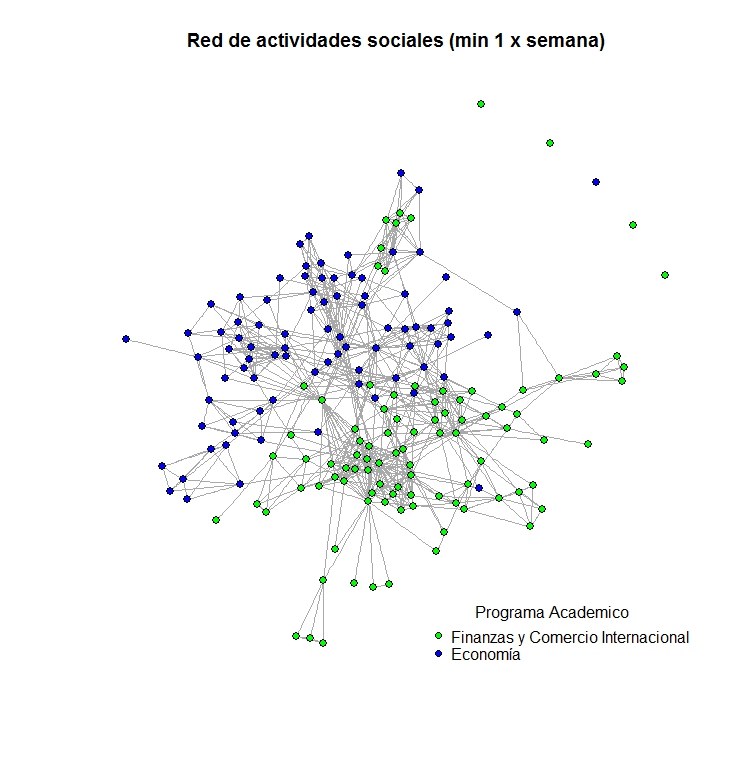 Red de actividades sociales (min 1 x semana)
Programa Academico
Finanzas y Comercio Internacional
Economía